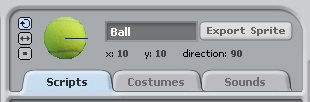 Ball Export Sprite
x: 10 y: 10 direction: 90
Scripts Costumes Sounds